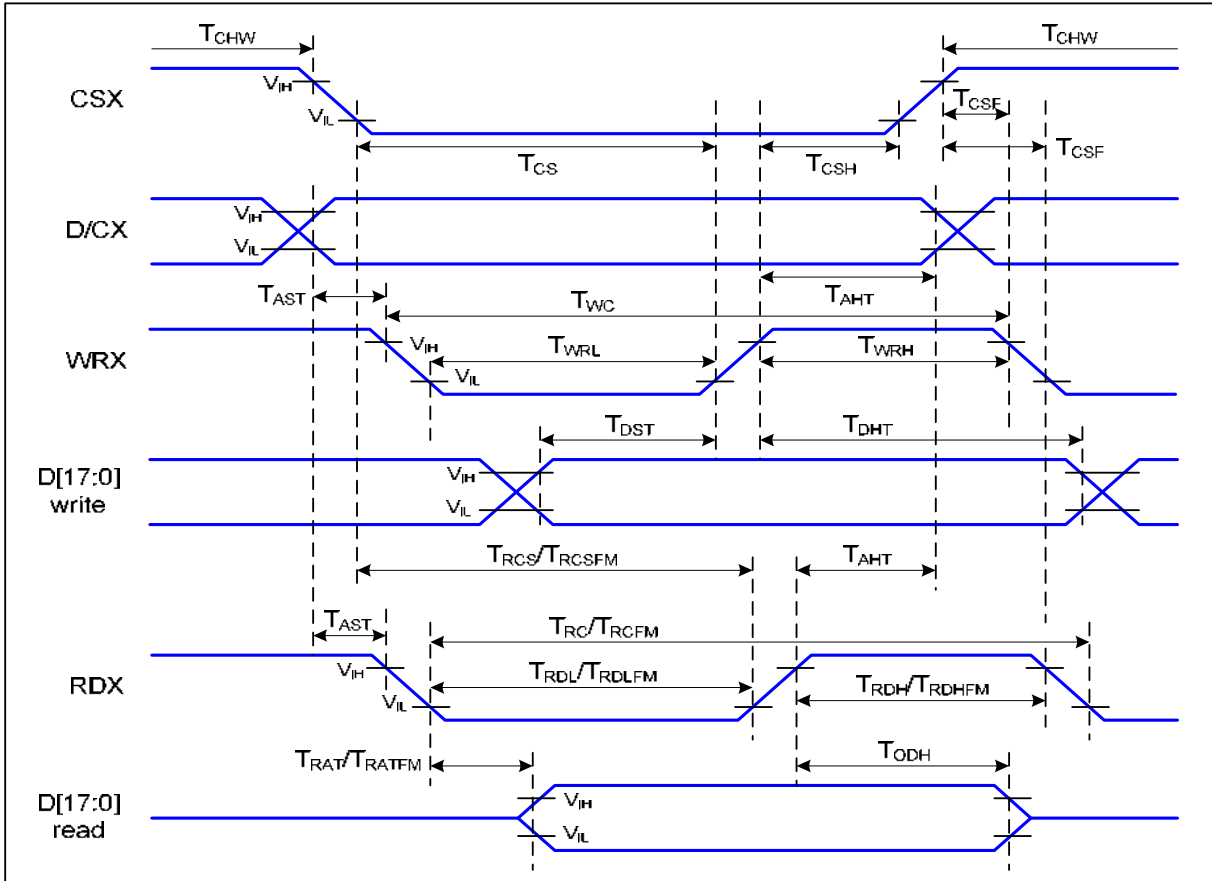 TCHW TCHW
VIH
CSX TCSF
VIL
TCS TCSH TCSF
VIH
D/CX
VIL
TAST TWC TAHT
WRX VIH TWRL TWRH
VIL
TDST TDHT
D[17:0] VIH
write VIL
TRCS/TRCSFM TAHT
TAST TRC/TRCFM
VIH
RDX TRDL/TRDLFM TRDH/TRDHFM
VIL
TRAT/TRATFM TODH
D[17:0] VIH
read VIL